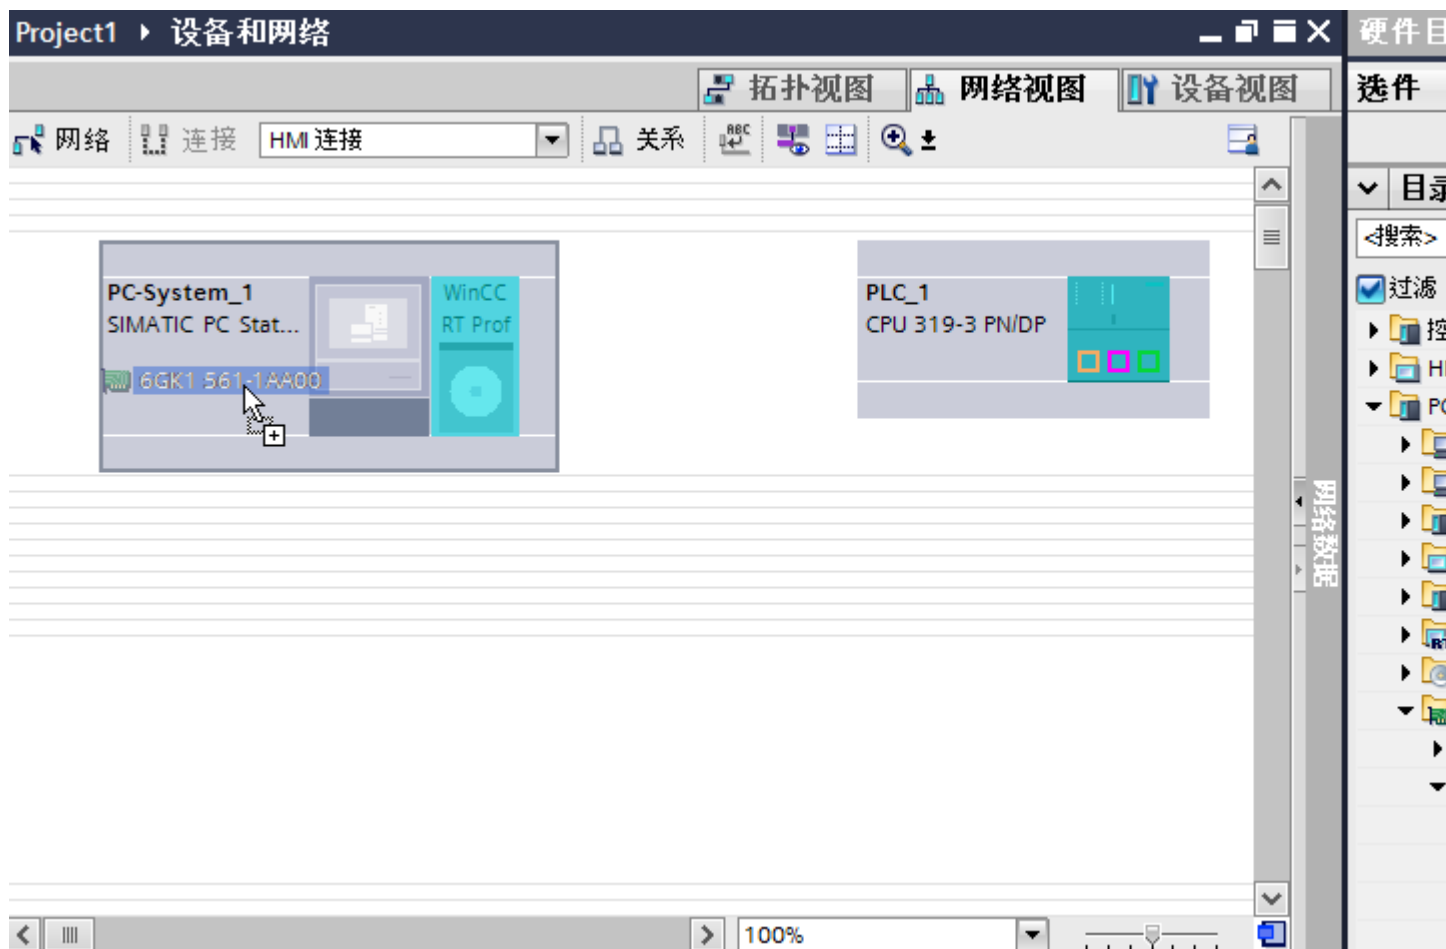 Project1 ▸ 设备和网络
硬件目
拓扑视图 网络视图 设备视图
选件
网络 连接 HMI 连接 关系
目录
<搜索>
过滤
PC-System_1
SIMATIC PC Stat...
WinCC
RT Prof
6GK1 561-1AA00
PLC_1
CPU 319-3 PN/DP
控
网络数据
100%